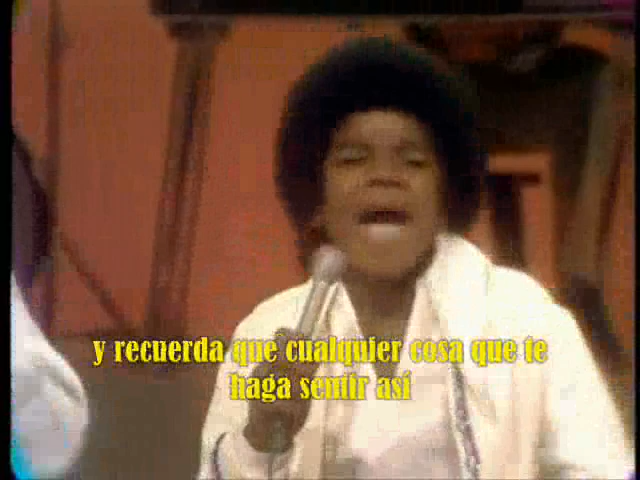 y recuerda que cualquier cosa que te
haga sentir así